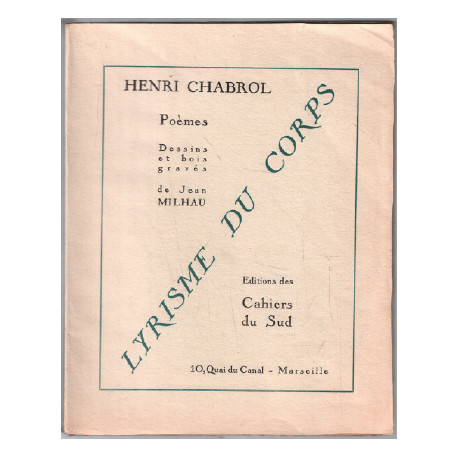 HENRI CHABROL
Poèmes
Dessins
et bois
gravés
de Jean
MILHAU
LYRISME DU CORPS
Editions des
Cahiers
du Sud
10, Quai du Canal - Marseille